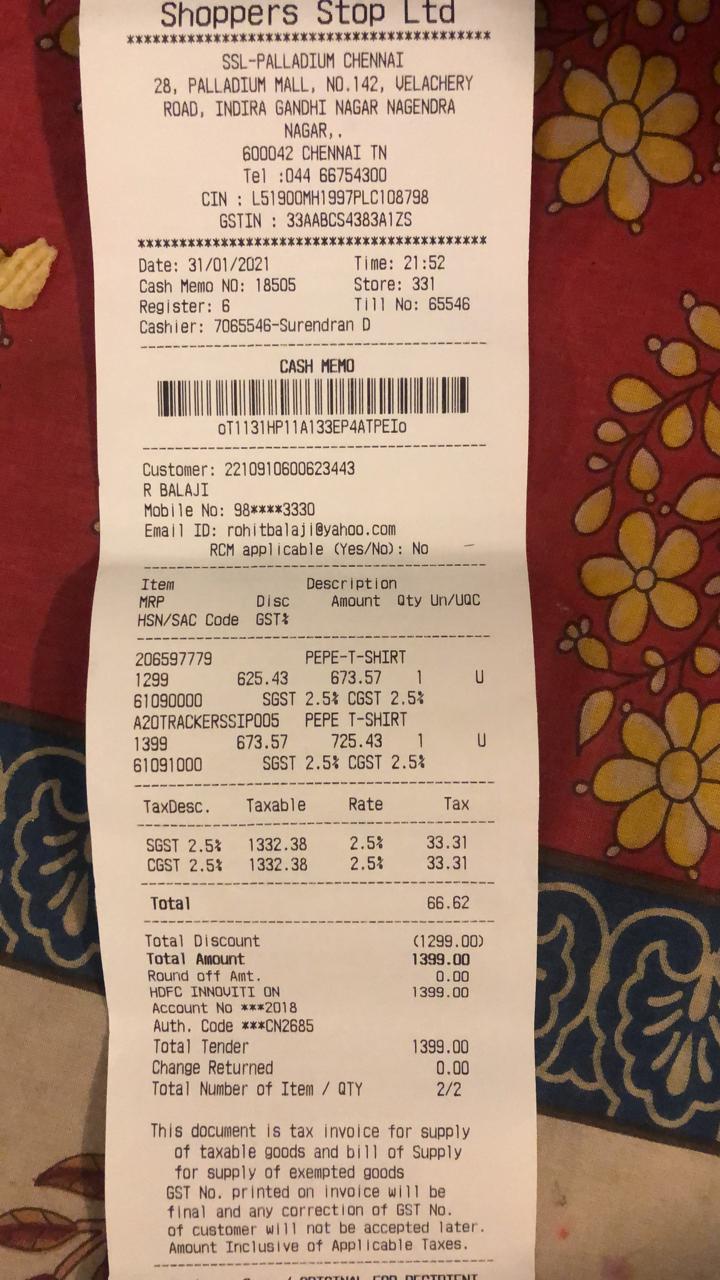 Shoppers Stop Ltd
******************************************
SSL-PALLADIUM CHENNAI
28, PALLADIUM MALL, NO.142, VELACHERY
ROAD, INDIRA GANDHI NAGAR NAGENDRA
NAGAR,.
600042 CHENNAI TN
Tel :044 66754300
CIN : L51900MH1997PLC108798
GSTIN : 33AABCS4383A1ZS
******************************************
Date: 31/01/2021 Time: 21:52
Cash Memo NO: 18505 Store: 331
Register: 6 Till No: 65546
Cashier: 7065546-Surendran D
CASH MEMO
oT1131HP11A133EP4ATPEIo
Customer: 2210910600623443
R BALAJI
Mobile No: 98****3330
Email ID: rohitbalaji@yahoo.com
RCM applicable (Yes/No): No
Item Description
MRP Disc Amount Qty Un/UQC
HSN/SAC Code GST%
206597779 PEPE-T-SHIRT
1299 625.43 673.57 1 U
61090000 SGST 2.5% CGST 2.5%
A20TRACKERSSIP005 PEPE T-SHIRT
1399 673.57 725.43 1 U
61091000 SGST 2.5% CGST 2.5%
TaxDesc. Taxable Rate Tax
SGST 2.5% 1332.38 2.5% 33.31
CGST 2.5% 1332.38 2.5% 33.31
Total 66.62
Total Discount (1299.00)
Total Amount 1399.00
Round off Amt. 0.00
HDFC INNOVITI ON 1399.00
Account No ***2018
Auth. Code ***CN2685
Total Tender 1399.00
Change Returned 0.00
Total Number of Item / QTY 2/2
This document is tax invoice for supply
of taxable goods and bill of Supply
for supply of exempted goods
GST No. printed on invoice will be
final and any correction of GST No.
of customer will not be accepted later.
Amount Inclusive of Applicable Taxes.
/ ORIGINAL FOR RECIPIENT